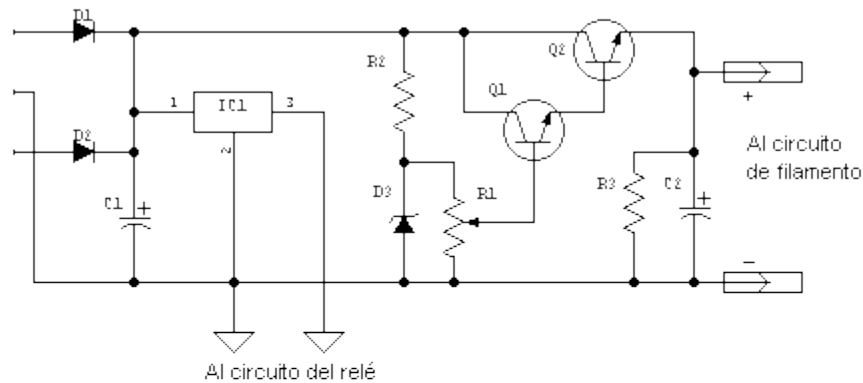 D1
Q2
R2
Q1
1 IC1 3
2
+
D2
Al circuito
de filamento
C1 +
D3
R1
R3
C2
+
−
Al circuito del relé